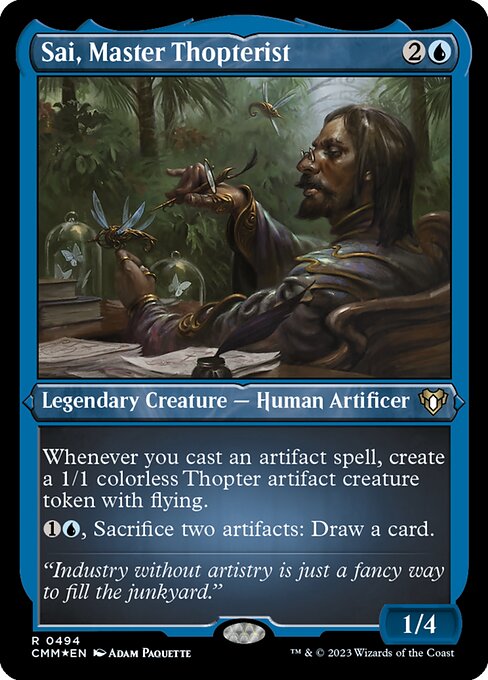 Sai, Master Thopterist 2
Legendary Creature — Human Artificer
Whenever you cast an artifact spell, create
a 1/1 colorless Thopter artifact creature
token with flying.
1, Sacrifice two artifacts: Draw a card.
“Industry without artistry is just a fancy way
to fill the junkyard.”
1/4
R 0494
CMM★EN Adam Paquette
™ & © 2023 Wizards of the Coast